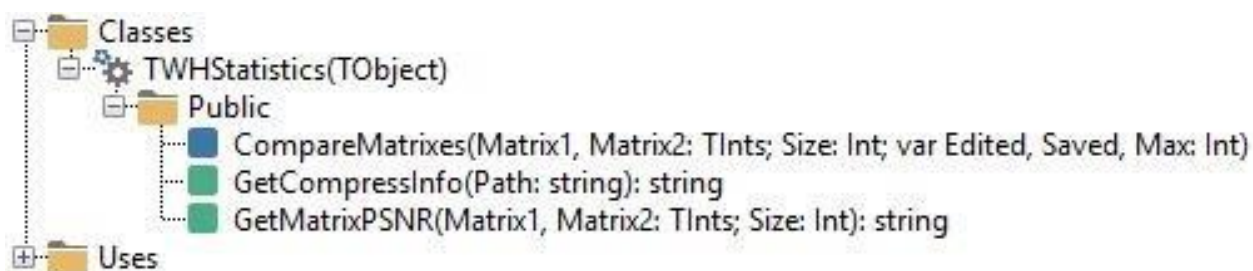 Classes
TWHStatistics(TObject)
Public
CompareMatrixes(Matrix1, Matrix2: TInts; Size: Int; var Edited, Saved, Max: Int)
GetCompressInfo(Path: string): string
GetMatrixPSNR(Matrix1, Matrix2: TInts; Size: Int): string
Uses